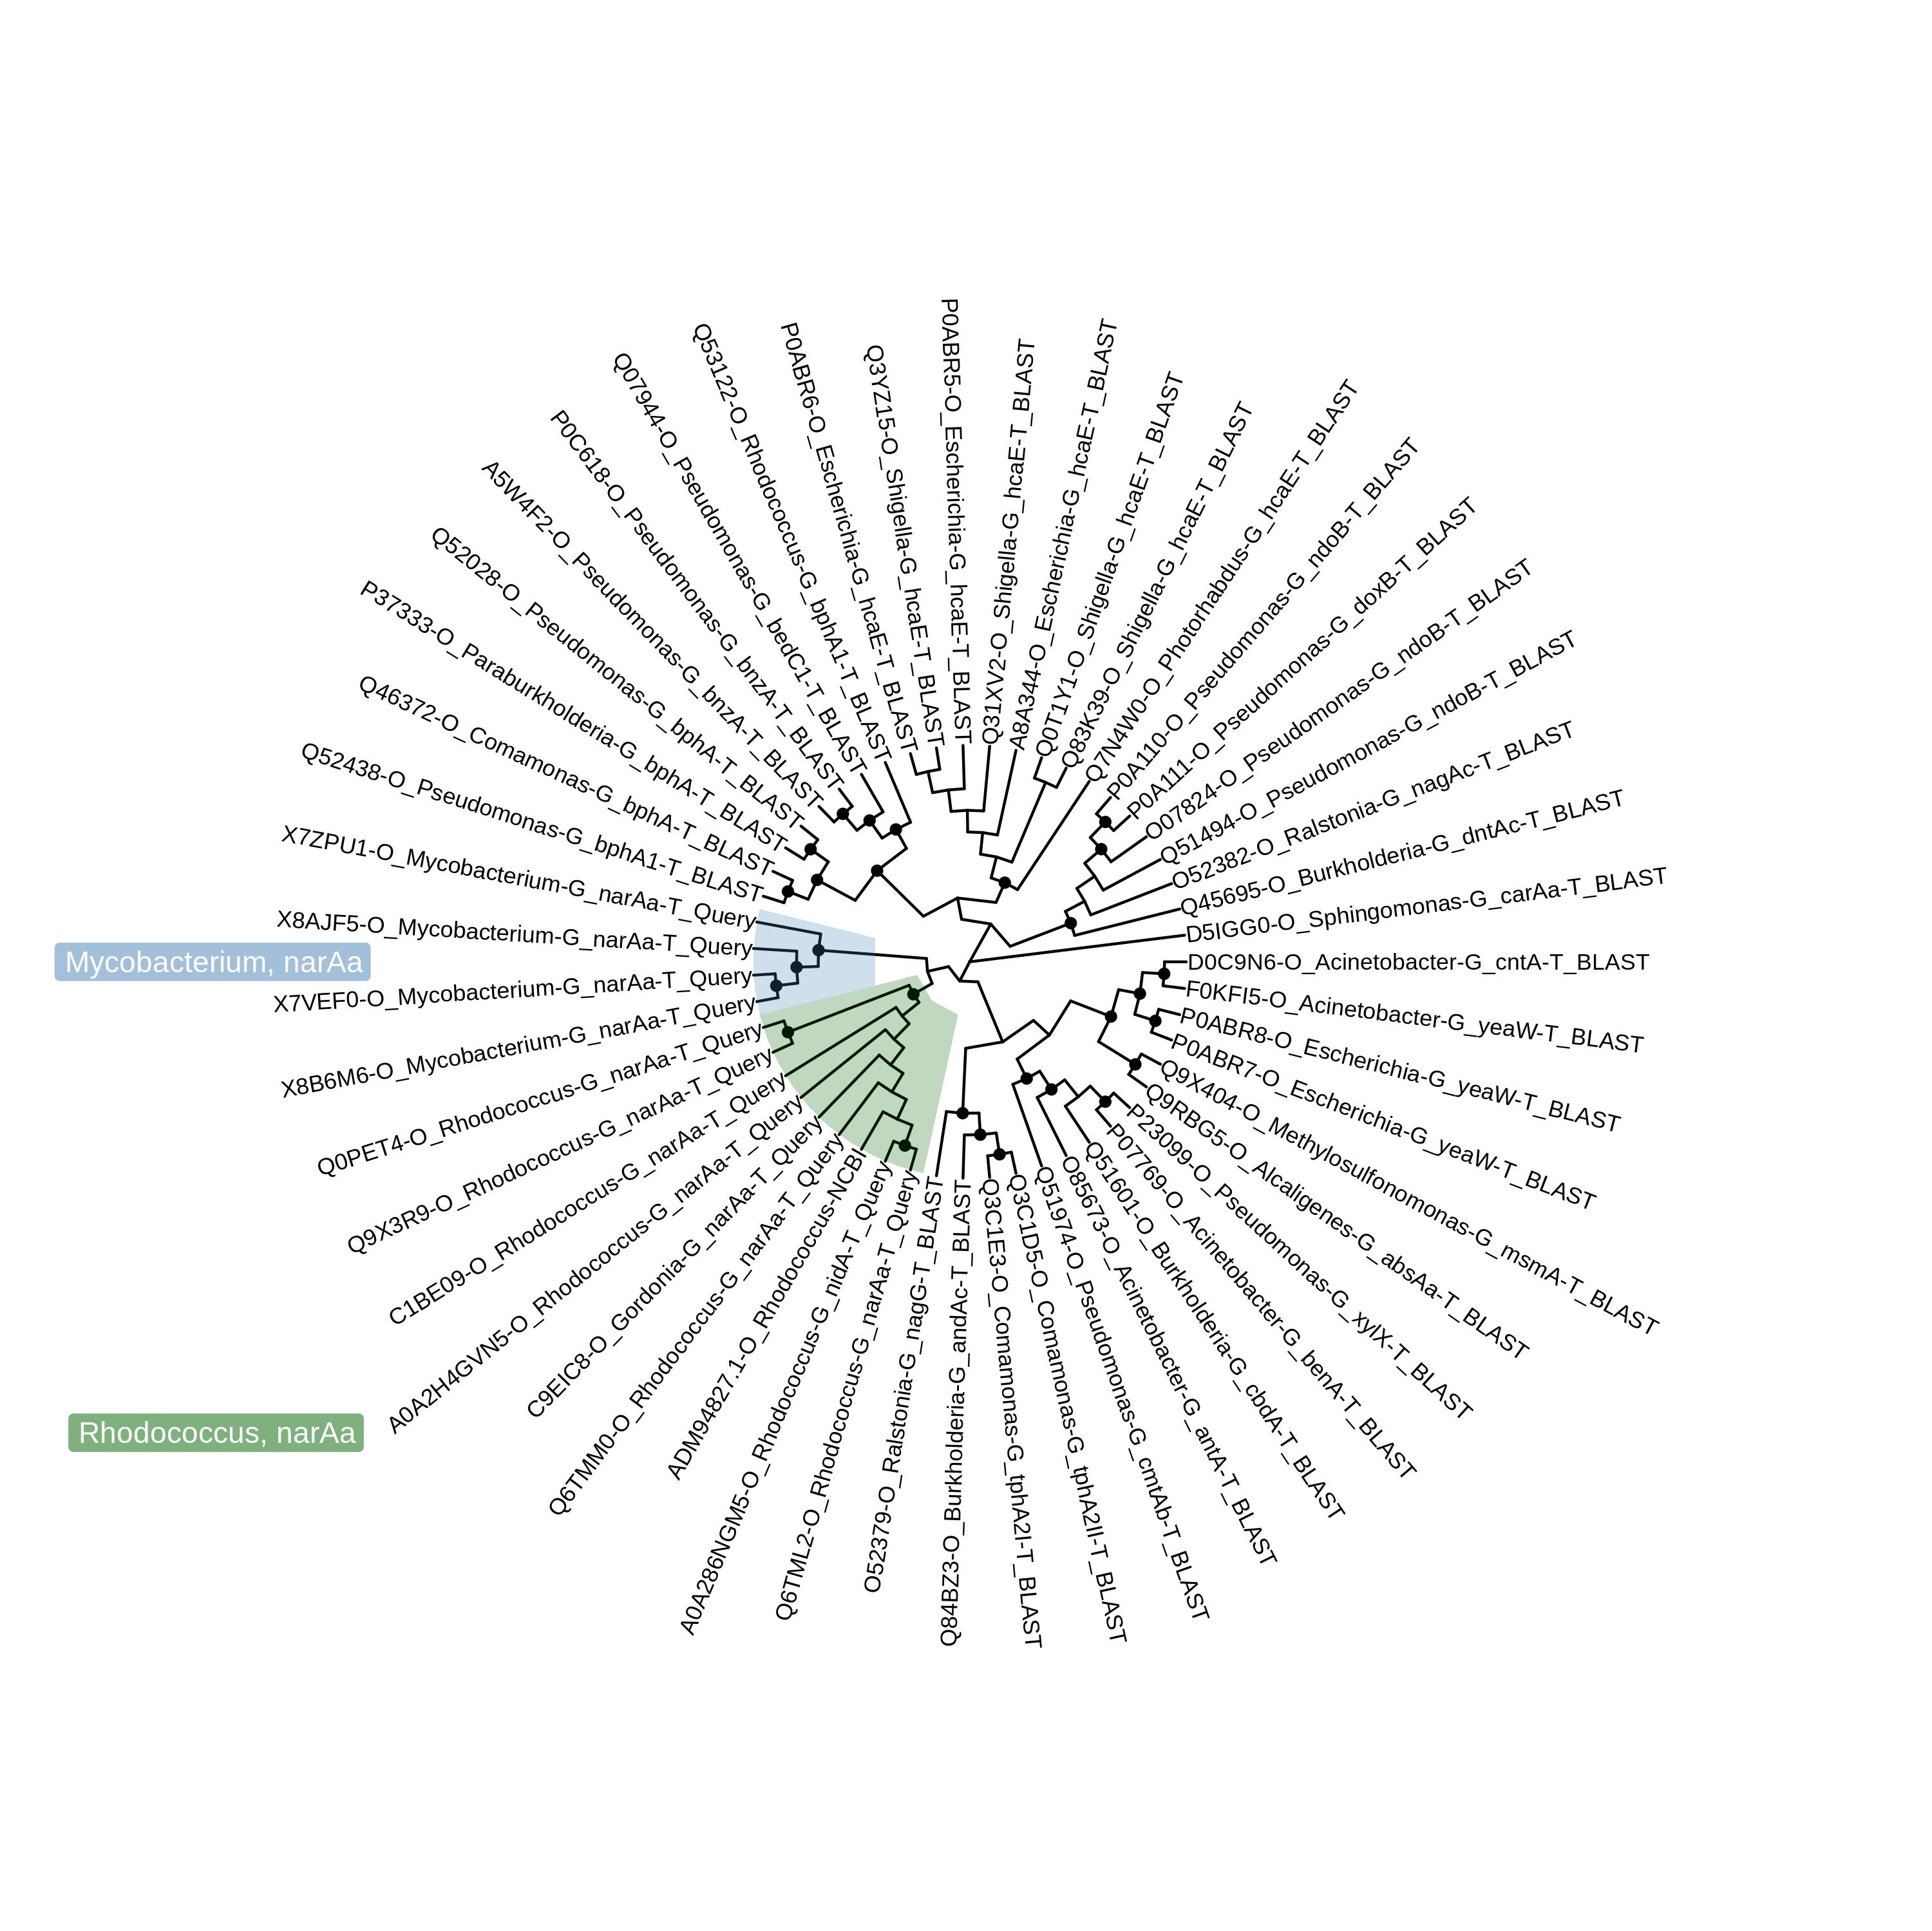 P0ABR5-O_Escherichia-G_hcaE-T_BLAST
Q31XV2-O_Shigella-G_hcaE-T_BLAST
A8A344-O_Escherichia-G_hcaE-T_BLAST
Q0T1Y1-O_Shigella-G_hcaE-T_BLAST
Q83K39-O_Shigella-G_hcaE-T_BLAST
Q7N4W0-O_Photorhabdus-G_hcaE-T_BLAST
P0A110-O_Pseudomonas-G_ndoB-T_BLAST
P0A111-O_Pseudomonas-G_doxB-T_BLAST
O07824-O_Pseudomonas-G_ndoB-T_BLAST
Q51494-O_Pseudomonas-G_ndoB-T_BLAST
O52382-O_Ralstonia-G_nagAc-T_BLAST
Q45695-O_Burkholderia-G_dntAc-T_BLAST
D5IGG0-O_Sphingomonas-G_carAa-T_BLAST
D0C9N6-O_Acinetobacter-G_cntA-T_BLAST
F0KFI5-O_Acinetobacter-G_yeaW-T_BLAST
P0ABR8-O_Escherichia-G_yeaW-T_BLAST
P0ABR7-O_Escherichia-G_yeaW-T_BLAST
Q9X404-O_Methylosulfonomonas-G_msmA-T_BLAST
Q9RBG5-O_Alcaligenes-G_absAa-T_BLAST
P23099-O_Pseudomonas-G_xylX-T_BLAST
P07769-O_Acinetobacter-G_benA-T_BLAST
Q51601-O_Burkholderia-G_cbdA-T_BLAST
O85673-O_Acinetobacter-G_antA-T_BLAST
Q51974-O_Pseudomonas-G_cmtAb-T_BLAST
Q3C1D5-O_Comamonas-G_tphA2II-T_BLAST
Q3C1E3-O_Comamonas-G_tphA2I-T_BLAST
Q84BZ3-O_Burkholderia-G_andAc-T_BLAST
O52379-O_Ralstonia-G_nagG-T_BLAST
Q6TML2-O_Rhodococcus-G_narAa-T_Query
A0A286NGM5-O_Rhodococcus-G_nidA-T_Query
ADM94827.1-O_Rhodococcus-NCBI
Q6TMM0-O_Rhodococcus-G_narAa-T_Query
C9EIC8-O_Gordonia-G_narAa-T_Query
A0A2H4GVN5-O_Rhodococcus-G_narAa-T_Query
C1BE09-O_Rhodococcus-G_narAa-T_Query
Q9X3R9-O_Rhodococcus-G_narAa-T_Query
Q0PET4-O_Rhodococcus-G_narAa-T_Query
X8B6M6-O_Mycobacterium-G_narAa-T_Query
X7VEF0-O_Mycobacterium-G_narAa-T_Query
X8AJF5-O_Mycobacterium-G_narAa-T_Query
X7ZPU1-O_Mycobacterium-G_narAa-T_Query
Q52438-O_Pseudomonas-G_bphA1-T_BLAST
Q46372-O_Comamonas-G_bphA-T_BLAST
P37333-O_Paraburkholderia-G_bphA-T_BLAST
Q52028-O_Pseudomonas-G_bphA-T_BLAST
A5W4F2-O_Pseudomonas-G_bnzA-T_BLAST
P0C618-O_Pseudomonas-G_bnzA-T_BLAST
Q07944-O_Pseudomonas-G_bedC1-T_BLAST
Q53122-O_Rhodococcus-G_bphA1-T_BLAST
P0ABR6-O_Escherichia-G_hcaE-T_BLAST
Q3YZ15-O_Shigella-G_hcaE-T_BLAST
Mycobacterium, narAa
Rhodococcus, narAa